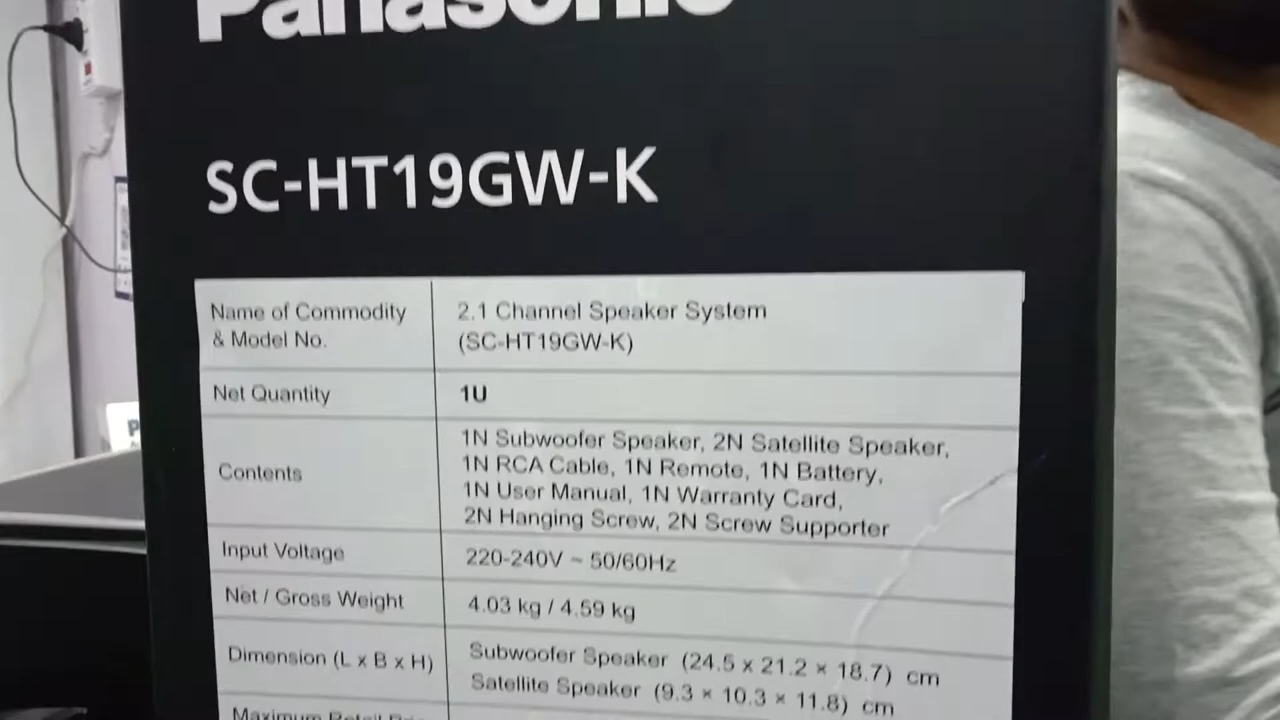 Panasonic
SC-HT19GW-K
Name of Commodity
& Model No.
2.1 Channel Speaker System
(SC-HT19GW-K)
Net Quantity
1U
Contents
1N Subwoofer Speaker, 2N Satellite Speaker,
1N RCA Cable, 1N Remote, 1N Battery,
1N User Manual, 1N Warranty Card,
2N Hanging Screw, 2N Screw Supporter
Input Voltage
220-240V ~ 50/60Hz
Net / Gross Weight
4.03 kg / 4.59 kg
Dimension (L x B x H)
Subwoofer Speaker (24.5 x 21.2 × 18.7) cm
Satellite Speaker (9.3 × 10.3 × 11.8) cm
Maximum Retail